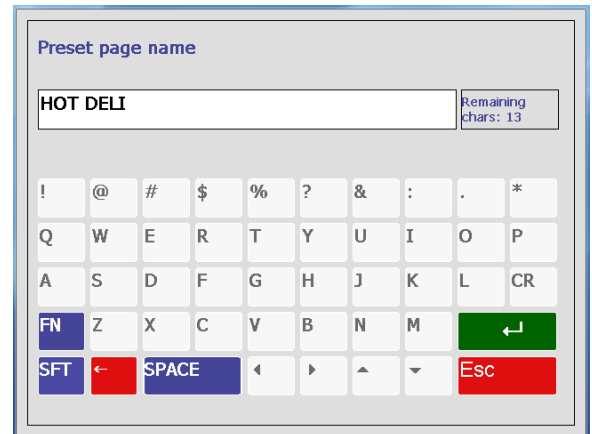 Preset page name
HOT DELI
Remaining
chars: 13
! @ # $ % ? & : . *
Q W E R T Y U I O P
A S D F G H J K L CR
FN Z X C V B N M ↵
SFT ← SPACE ◂ ▸ ▴ ▾ Esc